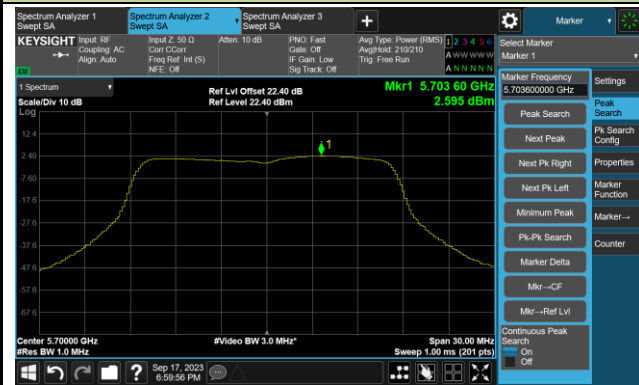 Spectrum Analyzer 1
Swept SA
Spectrum Analyzer 2
Swept SA
Spectrum Analyzer 3
Swept SA
+
Marker
KEYSIGHT
Input: RF
Coupling: AC
Align: Auto
Input Z: 50 Ω
Corr CCorr
Freq Ref: Int (S)
NFE: Off
Atten: 10 dB
PNO: Fast
Gate: Off
IF Gain: Low
Sig Track: Off
Avg Type: Power (RMS)
Avg|Hold: 210/210
Trig: Free Run
1 2 3 4 5 6
A W W W W W
A N N N N N
LXI
Select Marker
Marker 1
1 Spectrum
Scale/Div 10 dB
Log
Ref Lvl Offset 22.40 dB
Ref Level 22.40 dBm
Mkr1 5.703 60 GHz
2.595 dBm
12.4
2.40
-7.60
-17.6
-27.6
-37.6
-47.6
-57.6
-67.6
1
Center 5.70000 GHz
#Res BW 1.0 MHz
#Video BW 3.0 MHz*
Span 30.00 MHz
Sweep 1.00 ms (201 pts)
Marker Frequency
5.703600000 GHz
Peak Search
Next Peak
Next Pk Right
Next Pk Left
Minimum Peak
Pk-Pk Search
Marker Delta
Mkr→CF
Mkr→Ref Lvl
Continuous Peak
Search
On
Off
Settings
Peak
Search
Pk Search
Config
Properties
Marker
Function
Marker→
Counter
?
Sep 17, 2023
6:59:56 PM